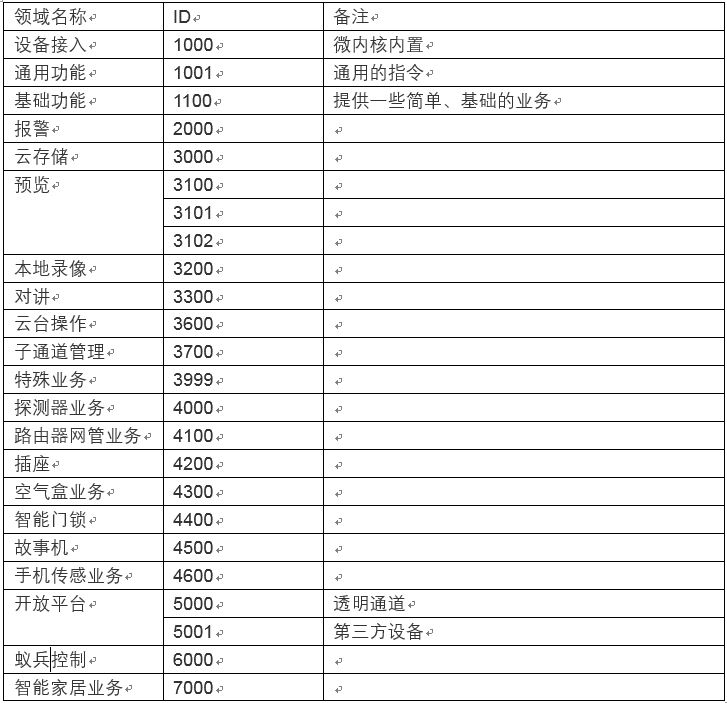 领域名称 ID 备注
设备接入 1000 微内核内置
通用功能 1001 通用的指令
基础功能 1100 提供一些简单、基础的业务
报警 2000
云存储 3000
预览 3100
3101
3102
本地录像 3200
对讲 3300
云台操作 3600
子通道管理 3700
特殊业务 3999
探测器业务 4000
路由器网管业务 4100
插座 4200
空气盒业务 4300
智能门锁 4400
故事机 4500
手机传感业务 4600
开放平台 5000 透明通道
5001 第三方设备
蚁兵控制 6000
智能家居业务 7000